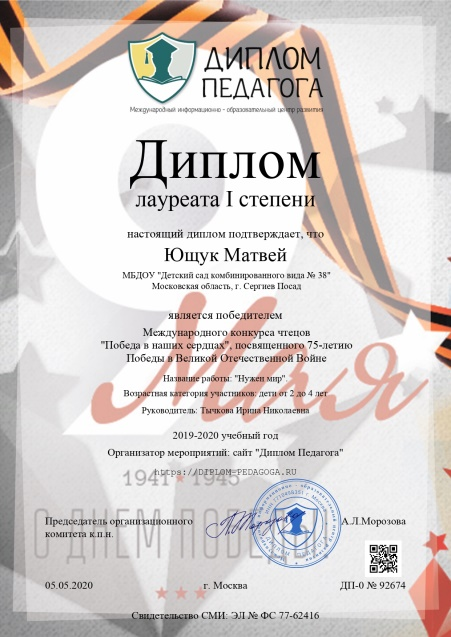 ДИПЛОМ
ПЕДАГОГА
Международный информационно - образовательный центр развития
Диплом
лауреата I степени
настоящий диплом подтверждает, что
Ющук Матвей
МБДОУ "Детский сад комбинированного вида № 38"
Московская область, г. Сергиев Посад
является победителем
Международного конкурса чтецов
"Победа в наших сердцах", посвященного 75-летию
Победы в Великой Отечественной Войне
Название работы: "Нужен мир"
Возрастная категория участников: дети от 2 до 4 лет
Руководитель: Тычкова Ирина Николаевна
9 Мая
2019-2020 учебный год
Организатор мероприятий: сайт "Диплом Педагога"
https://DIPLOM-PEDAGOGA.RU
1941 1945
С ДНЕМ ПОБЕДЫ
Председатель организационного
комитета к.п.н.
А.Л.Морозова
05.05.2020
г. Москва
ДП-0 № 92674
Свидетельство СМИ: ЭЛ № ФС 77-62416